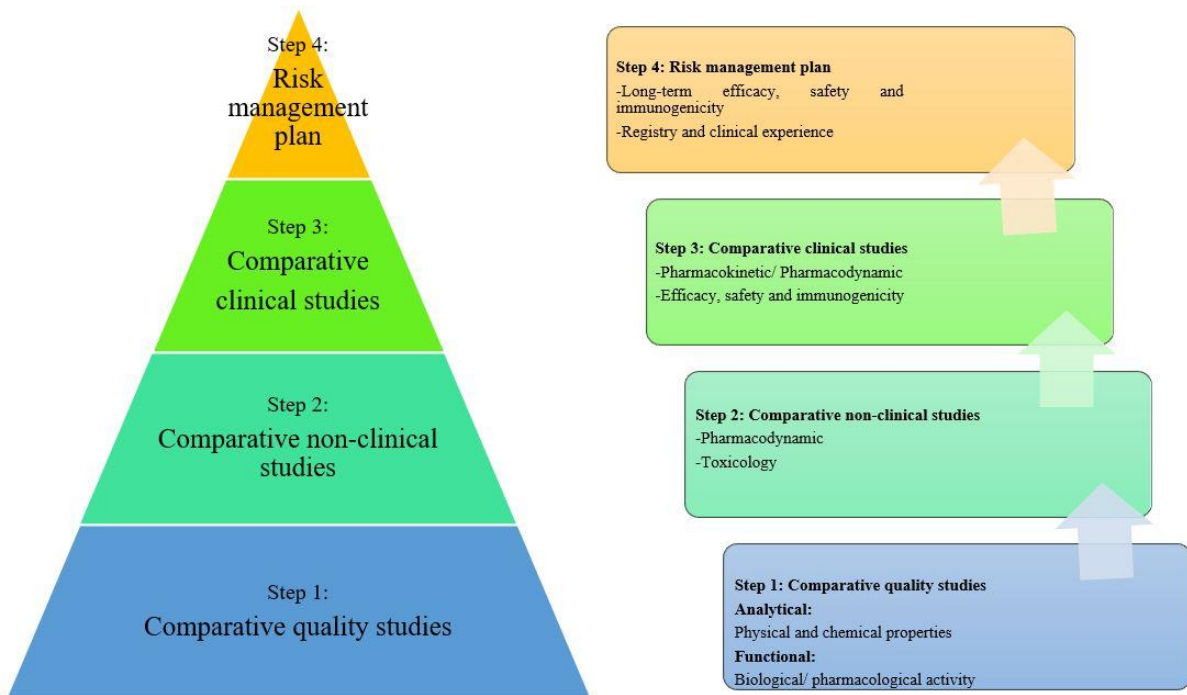 Step 4:
Risk
management
plan
Step 3:
Comparative
clinical studies
Step 2:
Comparative non-clinical
studies
Step 1:
Comparative quality studies
Step 4: Risk management plan
-Long-term efficacy, safety and
immunogenicity
-Registry and clinical experience
Step 3: Comparative clinical studies
-Pharmacokinetic/ Pharmacodynamic
-Efficacy, safety and immunogenicity
Step 2: Comparative non-clinical studies
-Pharmacodynamic
-Toxicology
Step 1: Comparative quality studies
Analytical:
Physical and chemical properties
Functional:
Biological/ pharmacological activity